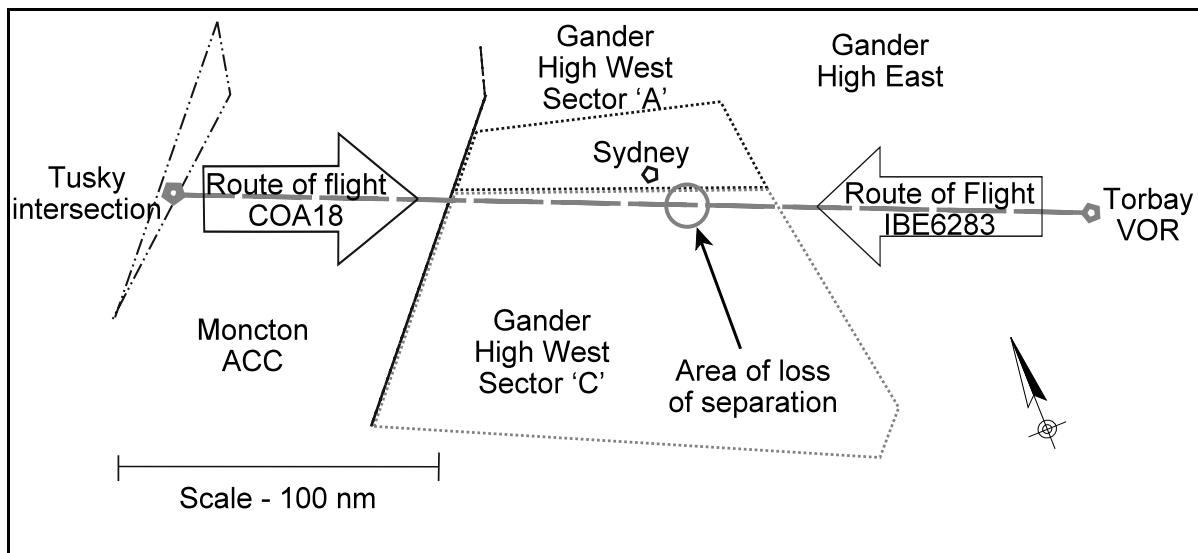 Gander
High West
Sector 'A'
Gander
High East
Sydney
Tusky
intersection
Route of flight
COA18
Route of Flight
IBE6283
Torbay
VOR
Moncton
ACC
Gander
High West
Sector 'C'
Area of loss
of separation
Scale - 100 nm